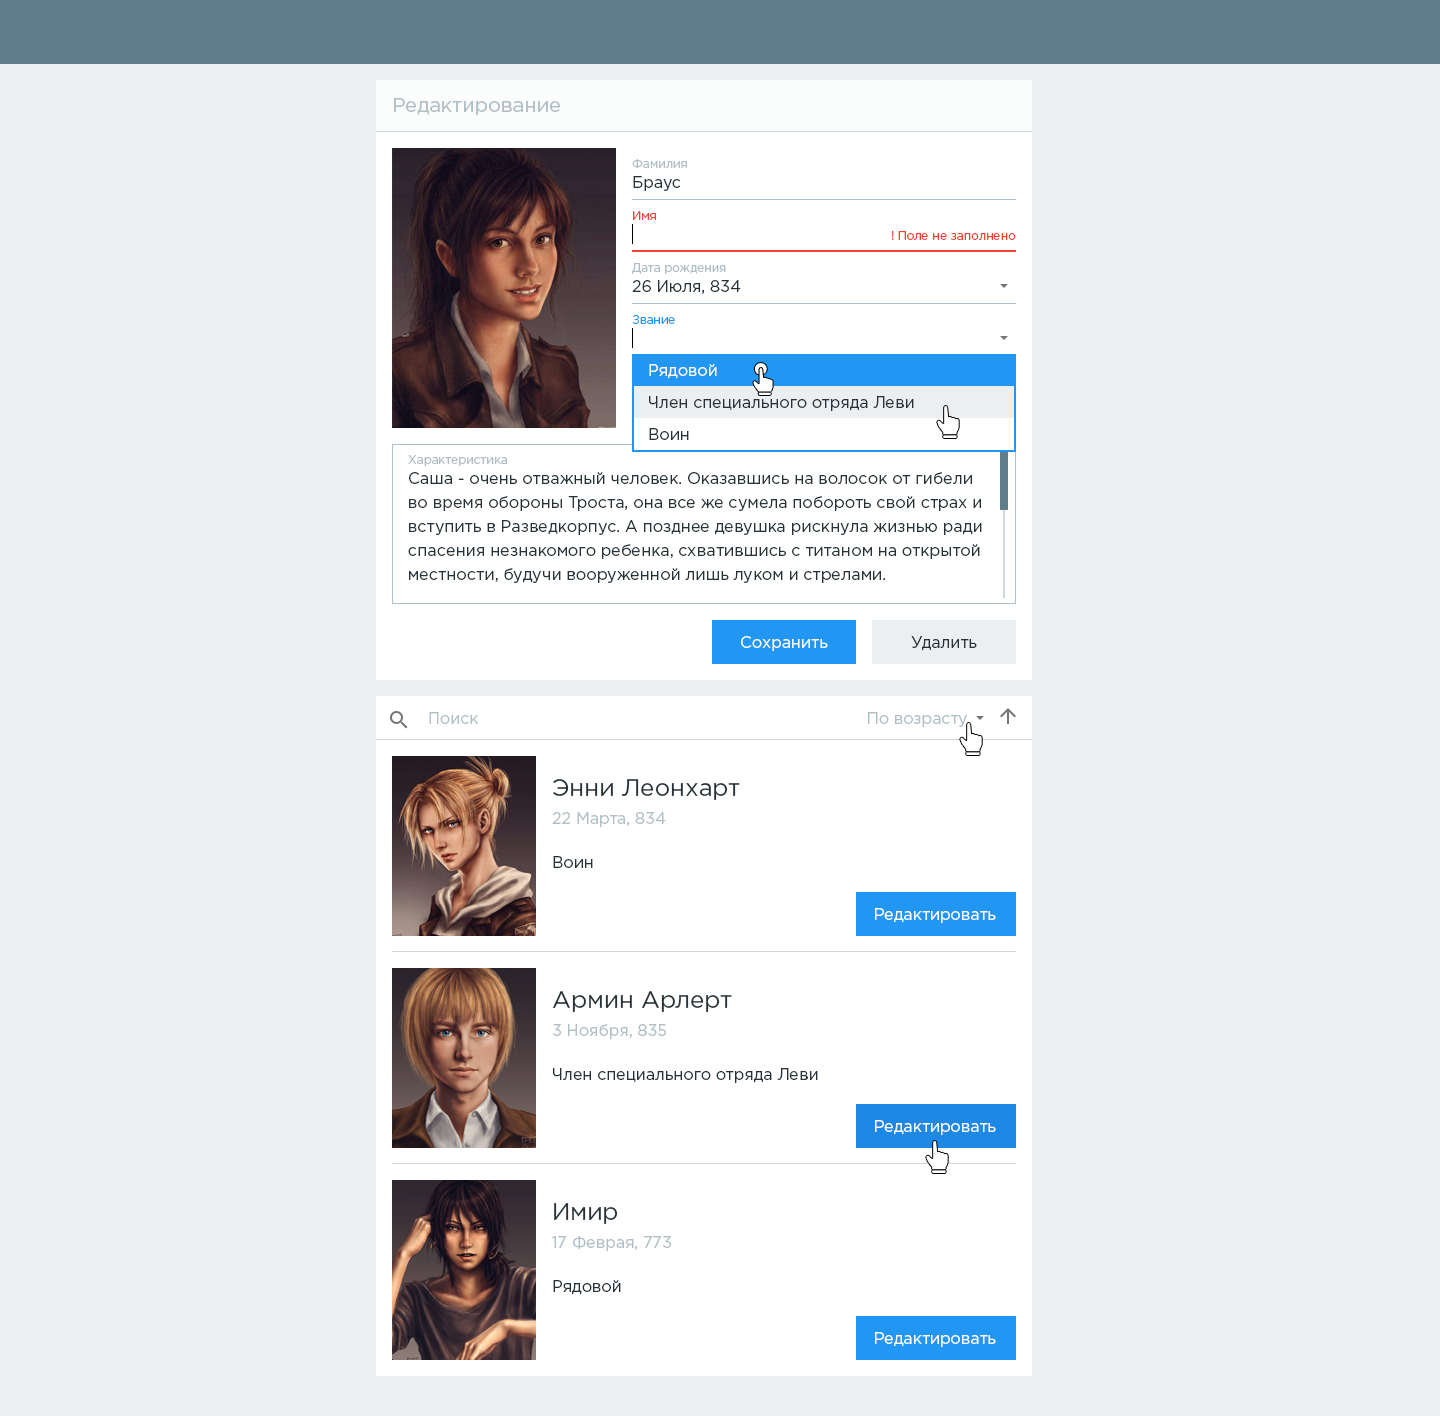 Редактирование
Фамилия
Браус
Имя
! Поле не заполнено
Дата рождения
26 Июля, 834
Звание
Рядовой
Член специального отряда Леви
Воин
Характеристика
Саша - очень отважный человек. Оказавшись на волосок от гибели
во время обороны Троста, она все же сумела побороть свой страх и
вступить в Разведкорпус. А позднее девушка рискнула жизнью ради
спасения незнакомого ребенка, схватившись с титаном на открытой
местности, будучи вооруженной лишь луком и стрелами.
Сохранить
Удалить
Поиск
По возрасту
Энни Леонхарт
22 Марта, 834
Воин
Редактировать
Армин Арлерт
3 Ноября, 835
Член специального отряда Леви
Редактировать
Имир
17 Феврая, 773
Рядовой
Редактировать